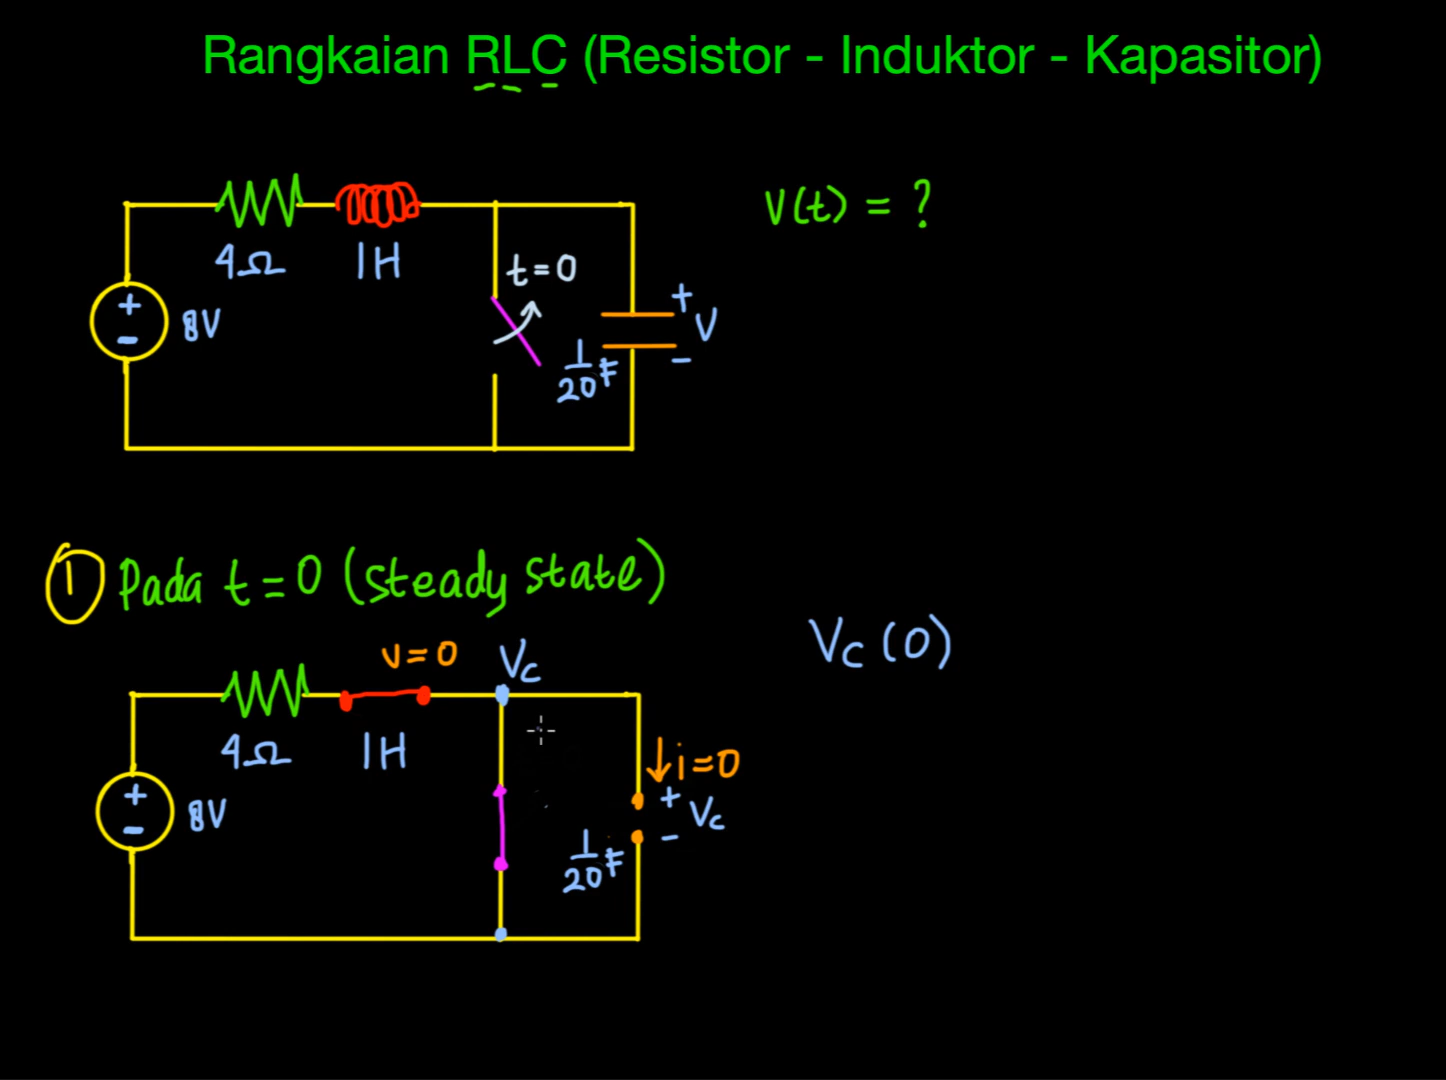 Rangkaian RLC (Resistor - Induktor - Kapasitor)
V(t) = ?
4Ω 1H
t=0
+
-
8V
+
V
-
1/20 F
① Pada t=0 (steady state)
v=0 Vc
Vc (0)
4Ω 1H
↓i=0
+
-
8V
+
Vc
-
1/20 F